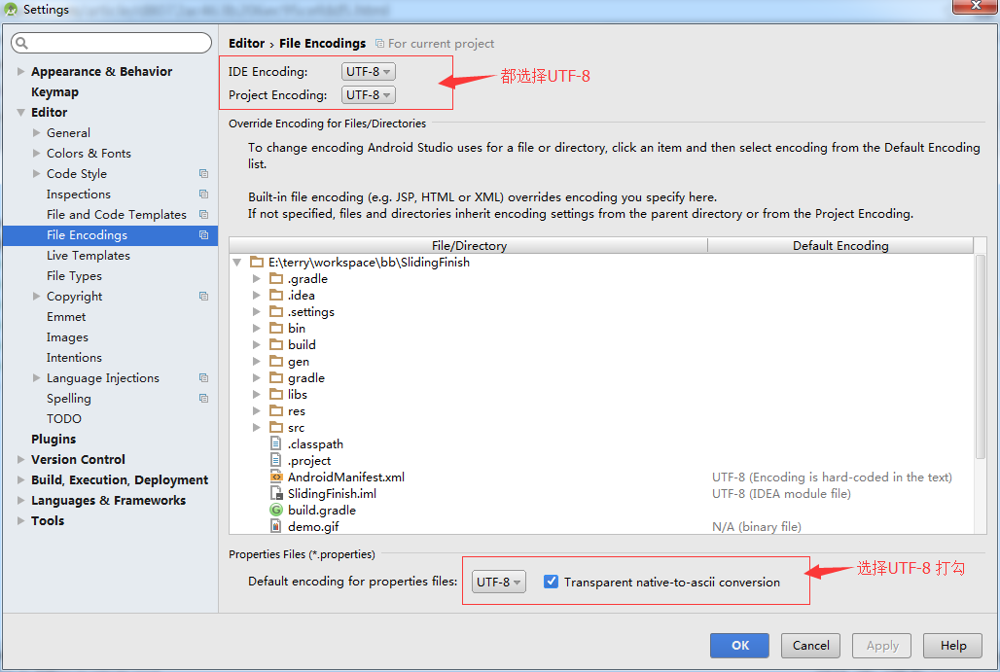 Settings
Appearance & Behavior
Keymap
Editor
General
Colors & Fonts
Code Style
Inspections
File and Code Templates
File Encodings
Live Templates
File Types
Copyright
Emmet
Images
Intentions
Language Injections
Spelling
TODO
Plugins
Version Control
Build, Execution, Deployment
Languages & Frameworks
Tools
Editor › File Encodings For current project
IDE Encoding: UTF-8
都选择UTF-8
Project Encoding: UTF-8
Override Encoding for Files/Directories
To change encoding Android Studio uses for a file or directory, click an item and then select encoding from the Default Encoding
list.
Built-in file encoding (e.g. JSP, HTML or XML) overrides encoding you specify here.
If not specified, files and directories inherit encoding settings from the parent directory or from the Project Encoding.
File/Directory Default Encoding
E:\terry\workspace\bb\SlidingFinish
.gradle
.idea
.settings
bin
build
gen
gradle
libs
res
src
.classpath
.project
AndroidManifest.xml UTF-8 (Encoding is hard-coded in the text)
SlidingFinish.iml UTF-8 (IDEA module file)
build.gradle
demo.gif N/A (binary file)
Properties Files (*.properties)
选择UTF-8 打勾
Default encoding for properties files: UTF-8 Transparent native-to-ascii conversion
OK Cancel Apply Help